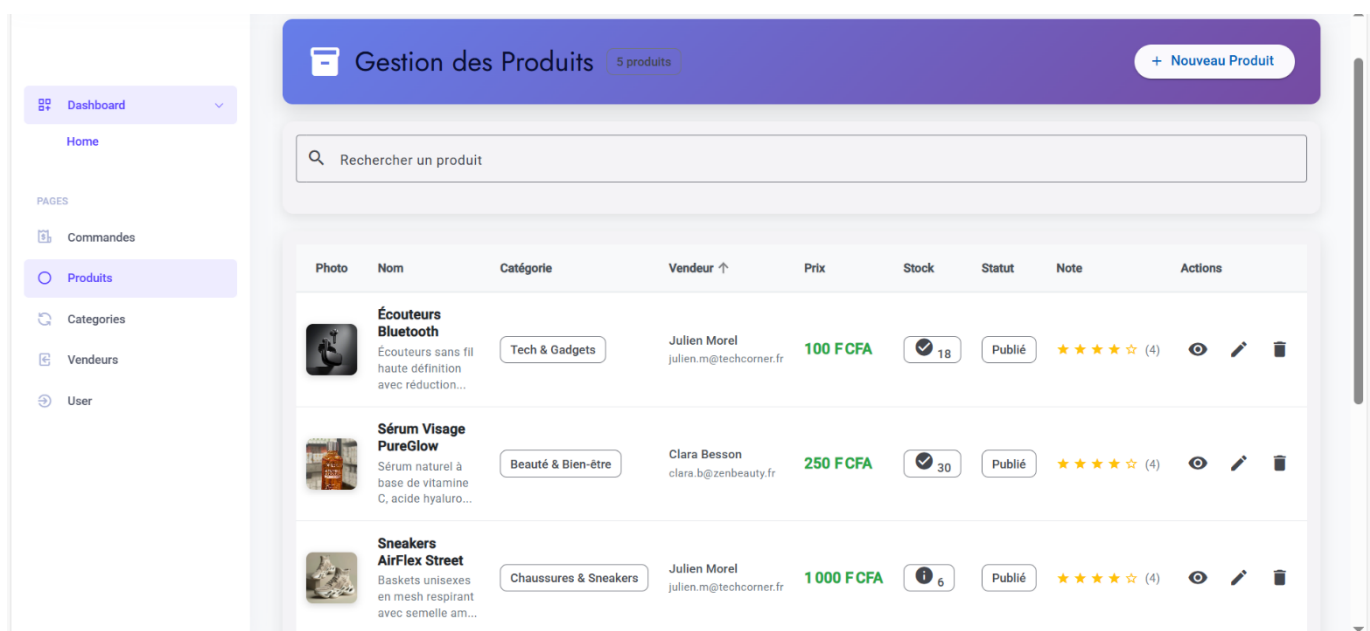 Gestion des Produits 5 produits
+ Nouveau Produit
Dashboard
Home
Rechercher un produit
PAGES
Commandes
Produits
Categories
Vendeurs
User
Photo Nom Catégorie Vendeur ↑ Prix Stock Statut Note Actions
Écouteurs
Bluetooth
Écouteurs sans fil
haute définition
avec réduction...
Tech & Gadgets
Julien Morel
julien.m@techcorner.fr
100 F CFA
18
Publié
★★★★☆ (4)
Sérum Visage
PureGlow
Sérum naturel à
base de vitamine
C, acide hyaluro...
Beauté & Bien-être
Clara Besson
clara.b@zenbeauty.fr
250 F CFA
30
Publié
★★★★☆ (4)
Sneakers
AirFlex Street
Baskets unisexes
en mesh respirant
avec semelle am...
Chaussures & Sneakers
Julien Morel
julien.m@techcorner.fr
1 000 F CFA
6
Publié
★★★★☆ (4)